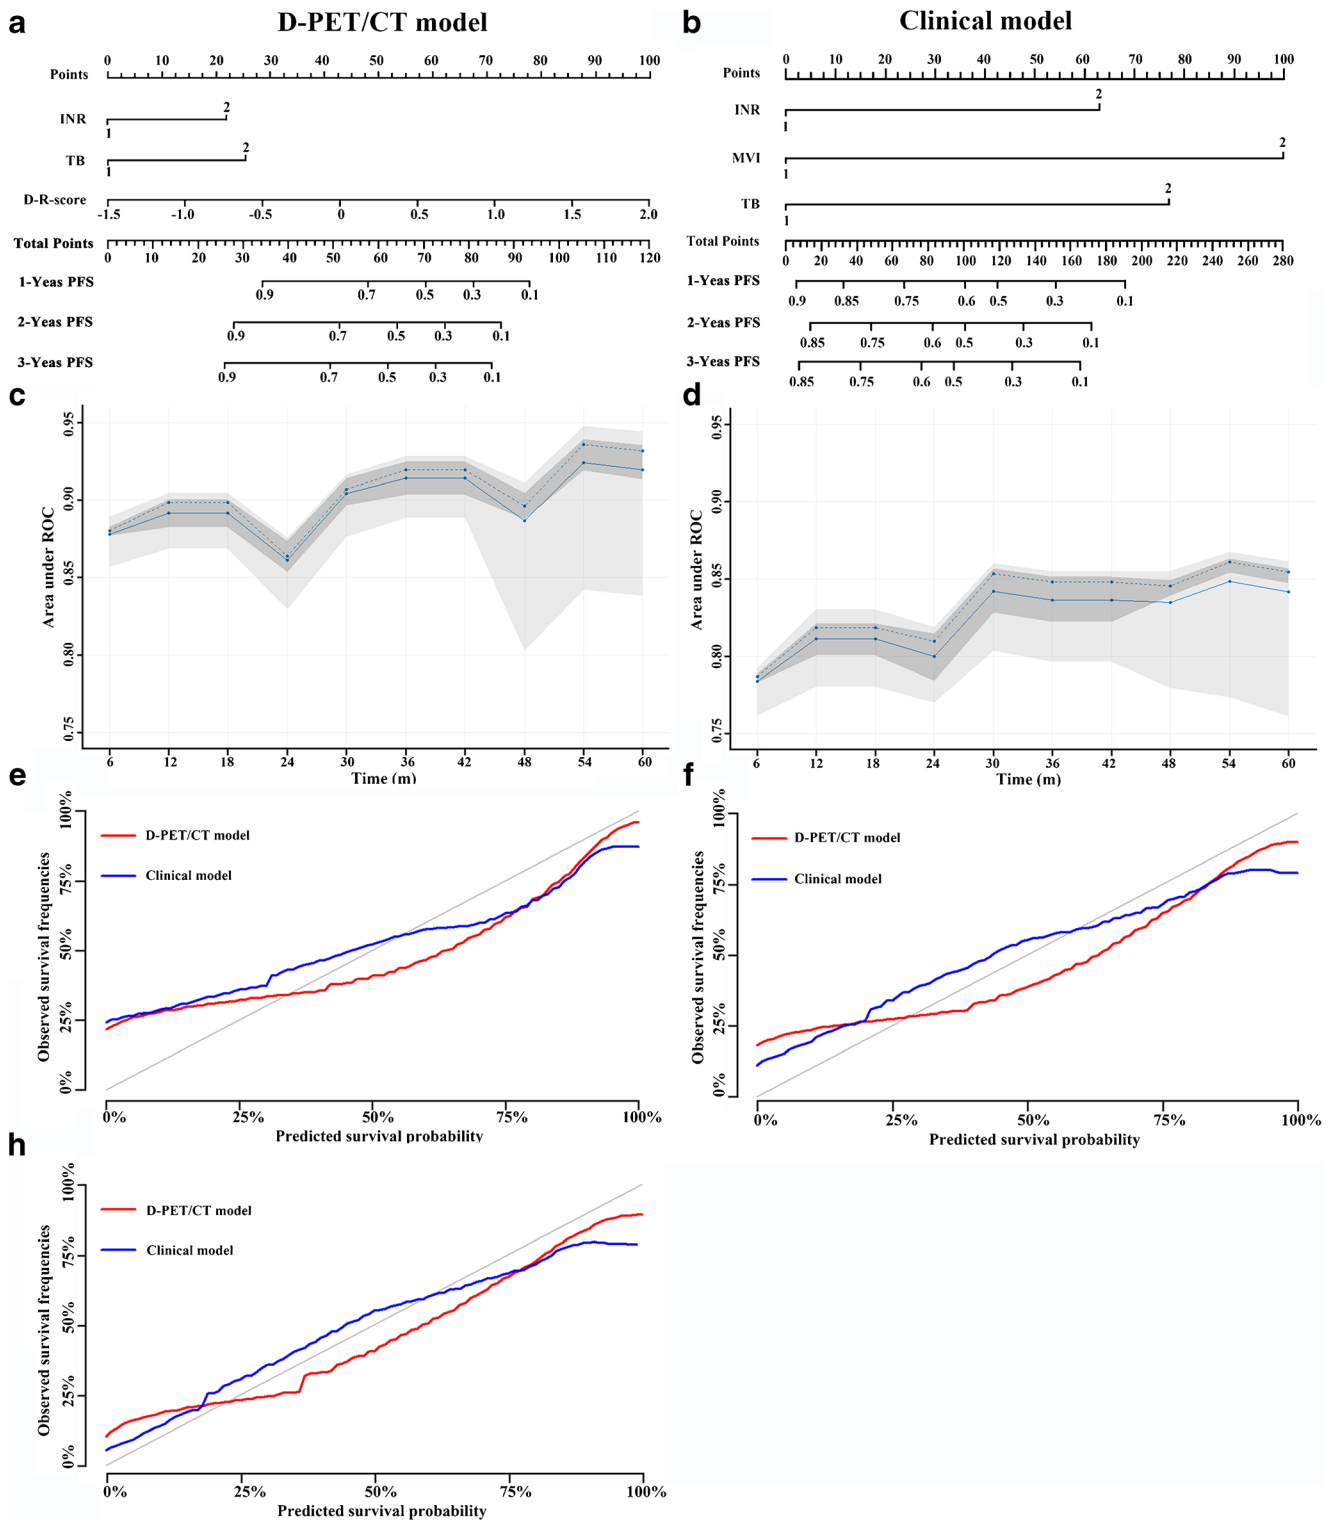 a
D-PET/CT model
0 10 20 30 40 50 60 70 80 90 100
Points
INR
1 2
TB
1 2
D-R-score
-1.5 -1.0 -0.5 0 0.5 1.0 1.5 2.0
Total Points
0 10 20 30 40 50 60 70 80 90 100 110 120
1-Yeas PFS
0.9 0.7 0.5 0.3 0.1
2-Yeas PFS
0.9 0.7 0.5 0.3 0.1
3-Yeas PFS
0.9 0.7 0.5 0.3 0.1
b
Clinical model
0 10 20 30 40 50 60 70 80 90 100
Points
INR
1 2
MVI
1 2
TB
1 2
Total Points
0 20 40 60 80 100 120 140 160 180 200 220 240 260 280
1-Yeas PFS
0.9 0.85 0.75 0.6 0.5 0.3 0.1
2-Yeas PFS
0.85 0.75 0.6 0.5 0.3 0.1
3-Yeas PFS
0.85 0.75 0.6 0.5 0.3 0.1
c
Area under ROC
0.95
0.90
0.85
0.80
0.75
6 12 18 24 30 36 42 48 54 60
Time (m)
d
Area under ROC
0.95
0.90
0.85
0.80
0.75
6 12 18 24 30 36 42 48 54 60
Time (m)
e
Observed survival frequencies
100%
75%
50%
25%
0%
D-PET/CT model
Clinical model
0% 25% 50% 75% 100%
Predicted survival probability
f
Observed survival frequencies
100%
75%
50%
25%
0%
D-PET/CT model
Clinical model
0% 25% 50% 75% 100%
Predicted survival probability
h
Observed survival frequencies
100%
75%
50%
25%
0%
D-PET/CT model
Clinical model
0% 25% 50% 75% 100%
Predicted survival probability